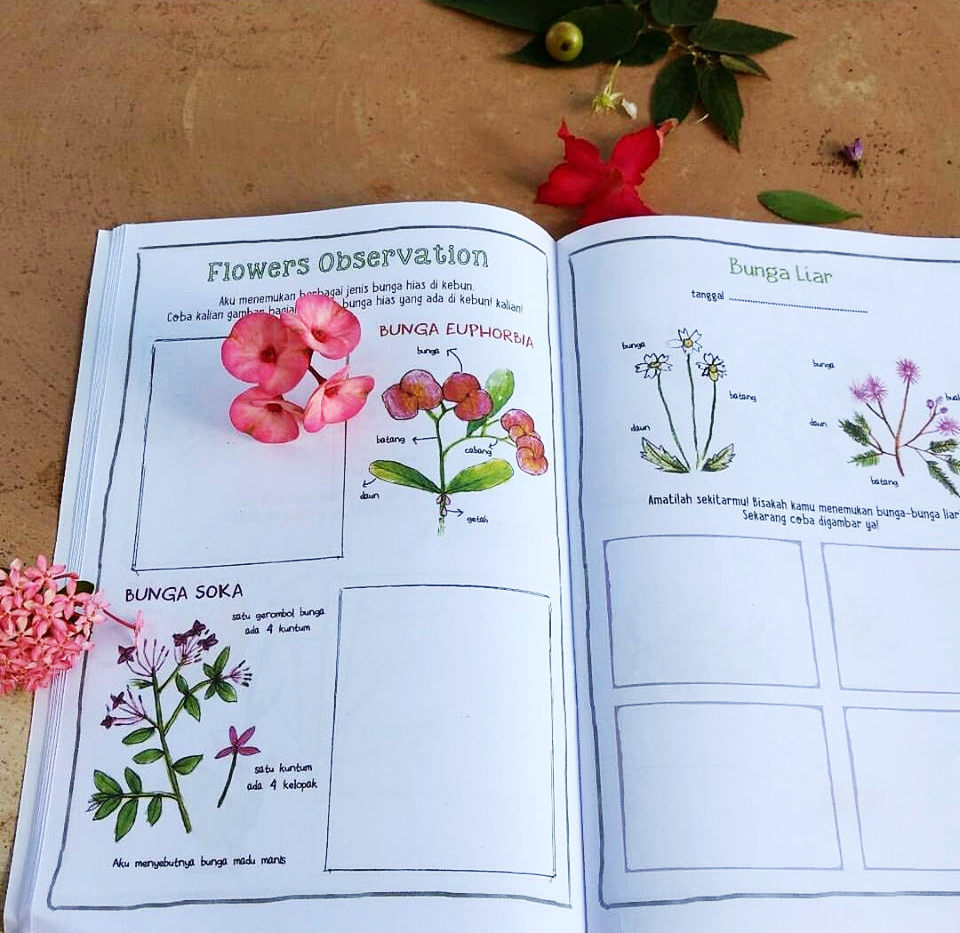 Flowers Observation
Aku menemukan berbagai jenis bunga hias di kebun.
Coba kalian gambar bunga hias yang ada di kebun! kalian!
BUNGA EUPHORBIA
bunga
batang
cabang
daun
getah
BUNGA SOKA
satu gerombol bunga
ada 4 kuntum
satu kuntum
ada 4 kelopak
Aku menyebutnya bunga madu manis
Bunga Liar
tanggal
bunga
batang
daun
bunga
daun
batang
Amatilah sekitarmu! Bisakah kamu menemukan bunga-bunga liar
Sekarang coba digambar ya!